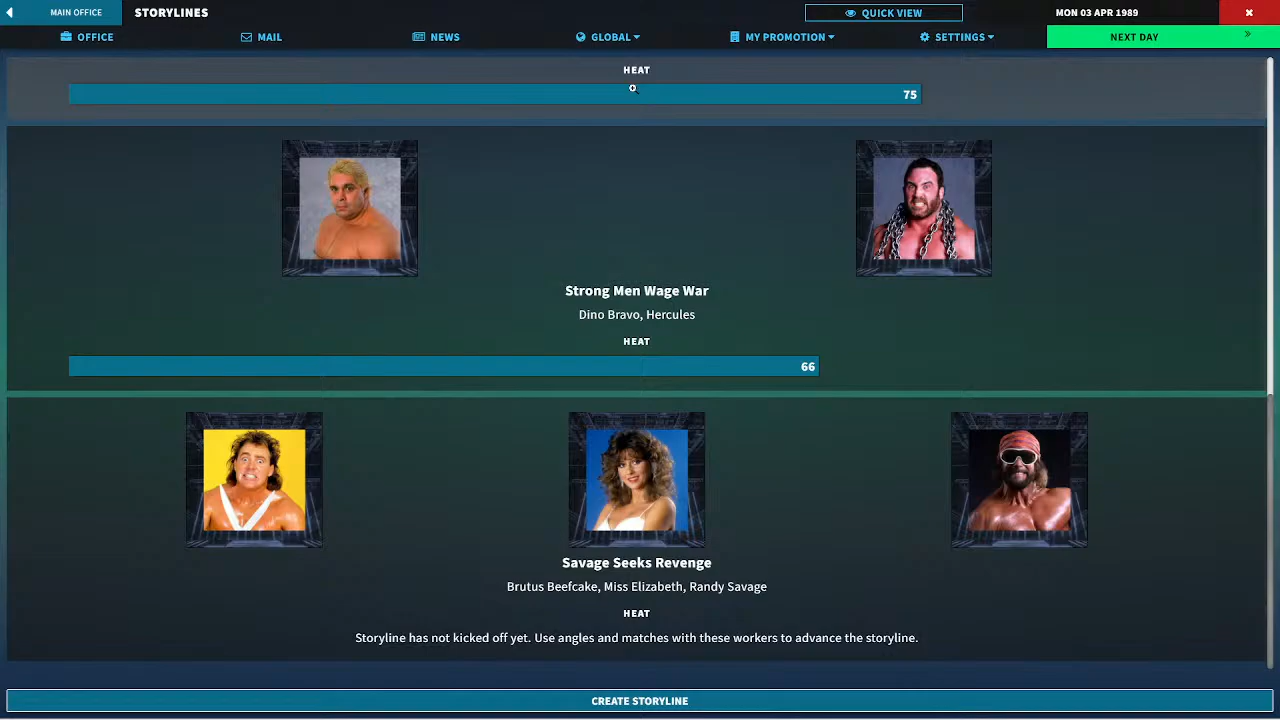 MAIN OFFICE
STORYLINES
QUICK VIEW
MON 03 APR 1989
OFFICE
MAIL
NEWS
GLOBAL
MY PROMOTION
SETTINGS
NEXT DAY
HEAT
75
Strong Men Wage War
Dino Bravo, Hercules
HEAT
66
Savage Seeks Revenge
Brutus Beefcake, Miss Elizabeth, Randy Savage
HEAT
Storyline has not kicked off yet. Use angles and matches with these workers to advance the storyline.
CREATE STORYLINE